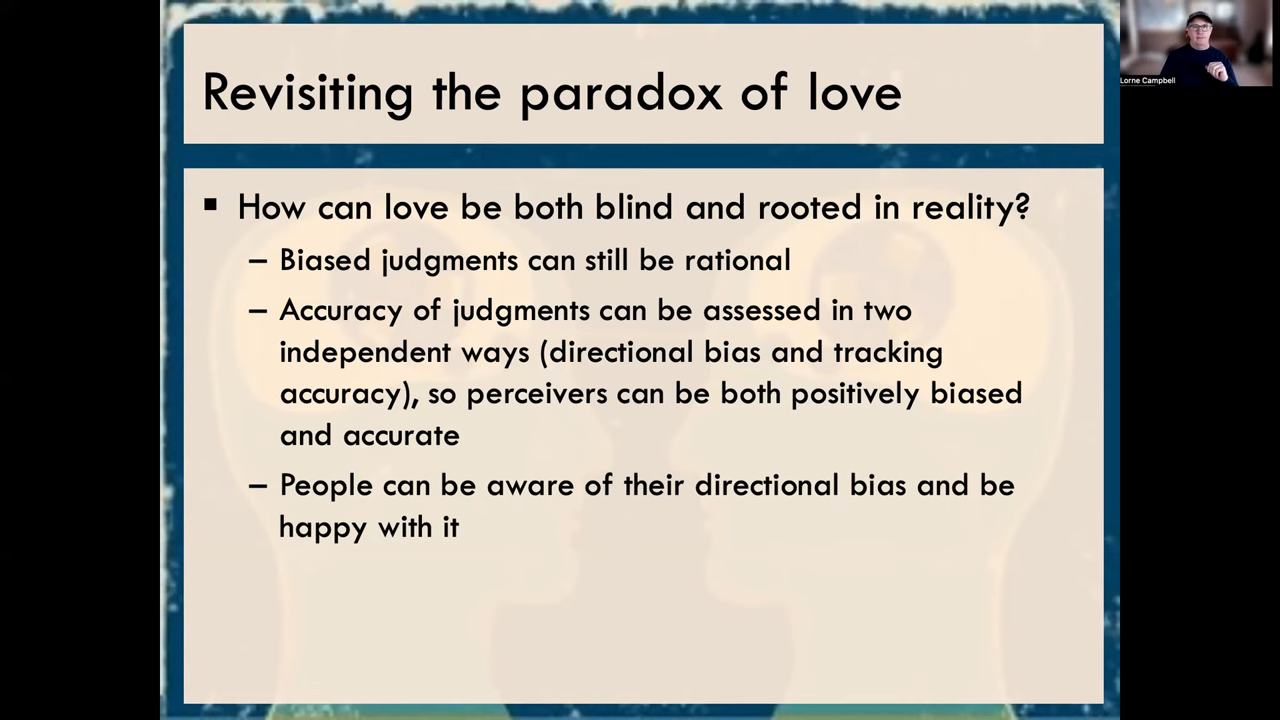 Revisiting the paradox of love
Lorne Campbell
▪ How can love be both blind and rooted in reality?
– Biased judgments can still be rational
– Accuracy of judgments can be assessed in two
independent ways (directional bias and tracking
accuracy), so perceivers can be both positively biased
and accurate
– People can be aware of their directional bias and be
happy with it